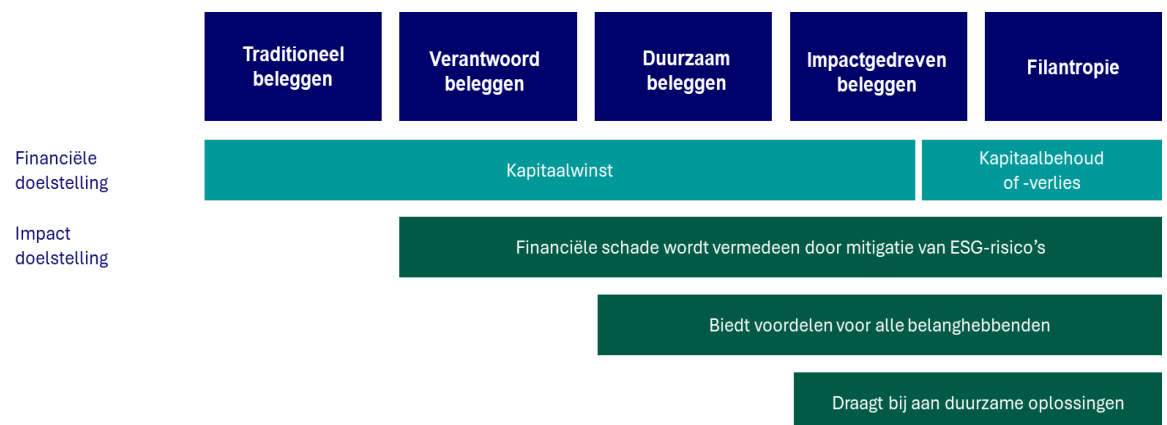 Traditioneel
beleggen
Verantwoord
beleggen
Duurzaam
beleggen
Impactgedreven
beleggen
Filantropie
Financiële
doelstelling
Kapitaalwinst
Kapitaalbehoud
of -verlies
Impact
doelstelling
Financiële schade wordt vermedeen door mitigatie van ESG-risico’s
Biedt voordelen voor alle belanghebbenden
Draagt bij aan duurzame oplossingen